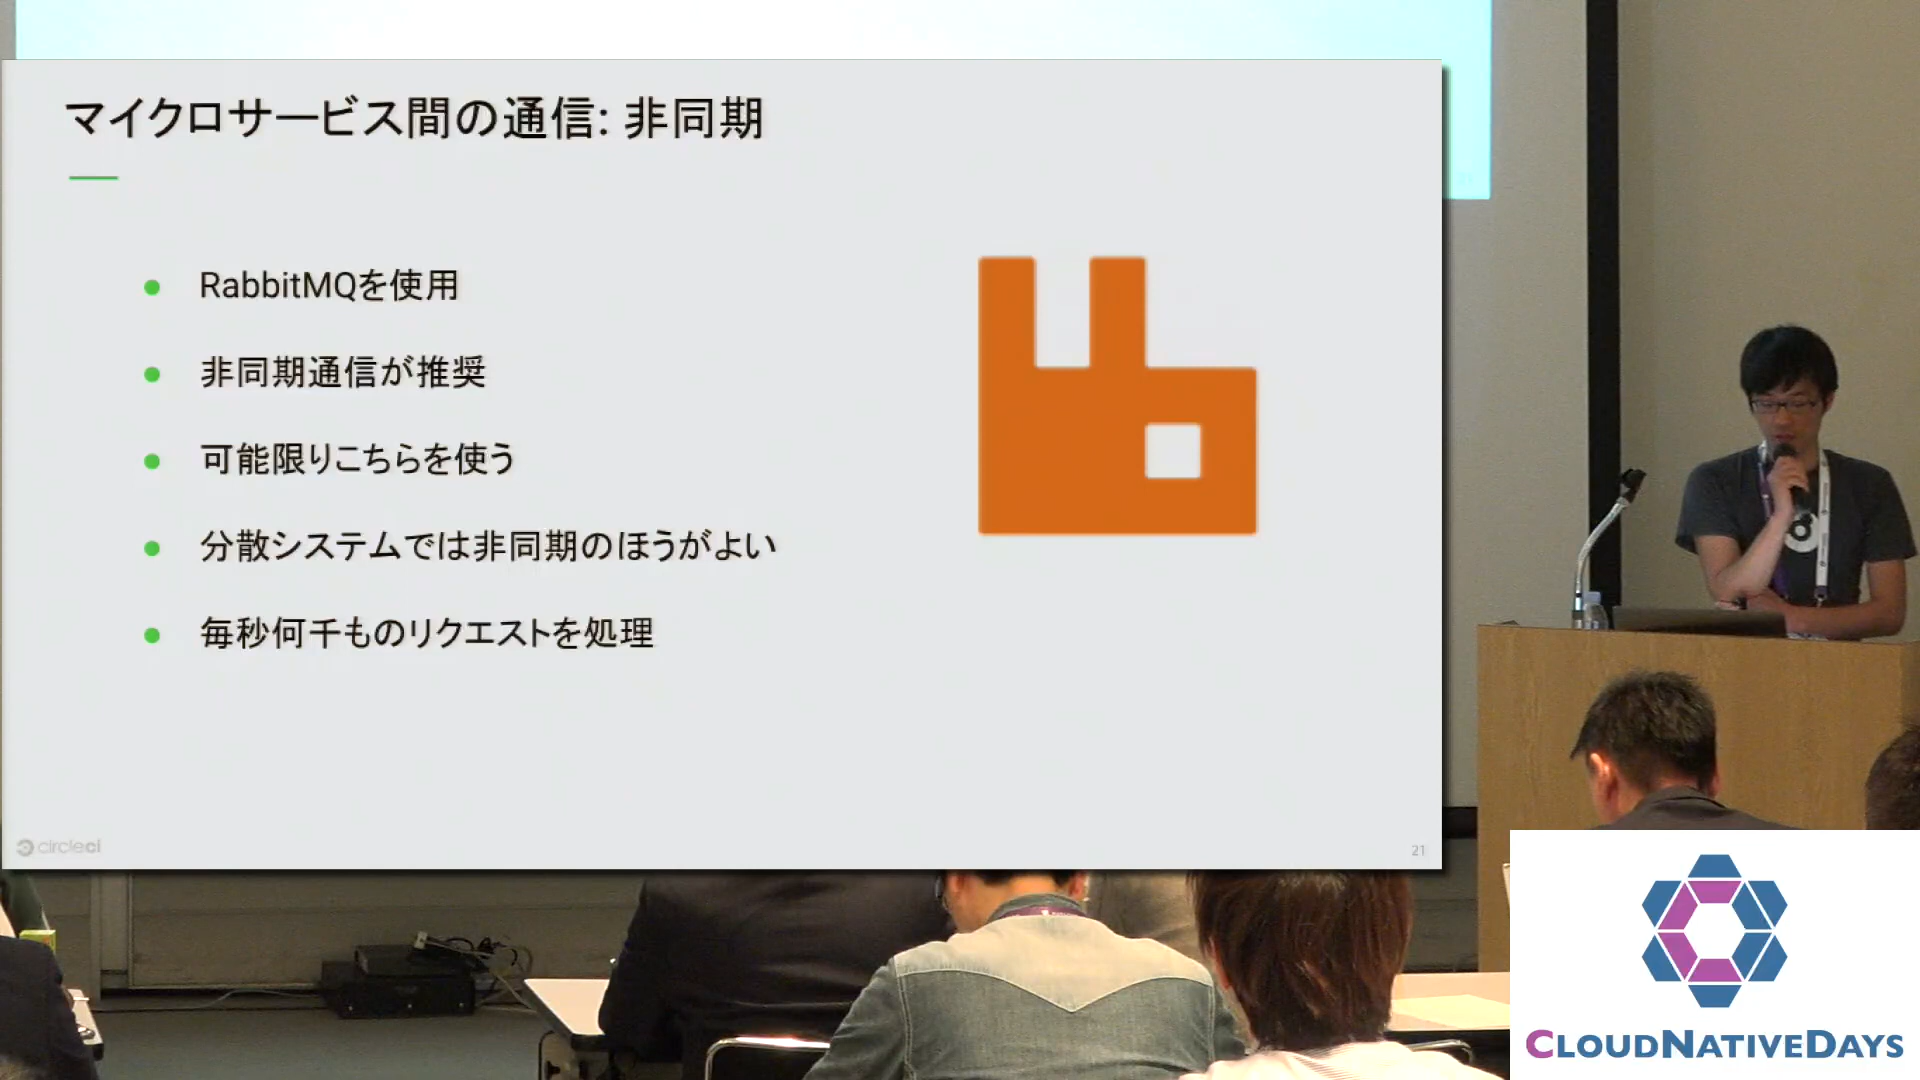 マイクロサービス間の通信: 非同期
RabbitMQを使用
非同期通信が推奨
可能限りこちらを使う
分散システムでは非同期のほうがよい
毎秒何千ものリクエストを処理
circleci
21
CLOUDNATIVEDAYS